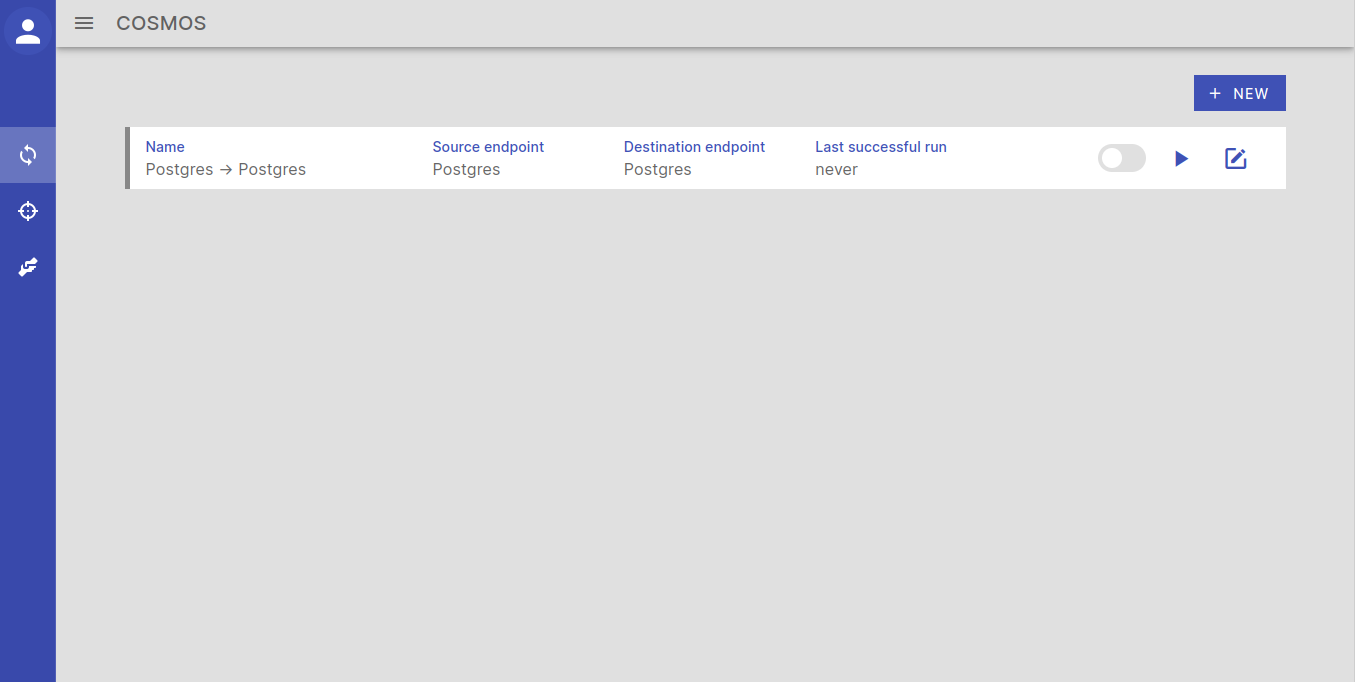 COSMOS
+ NEW
Name Source endpoint Destination endpoint Last successful run
Postgres → Postgres Postgres Postgres never